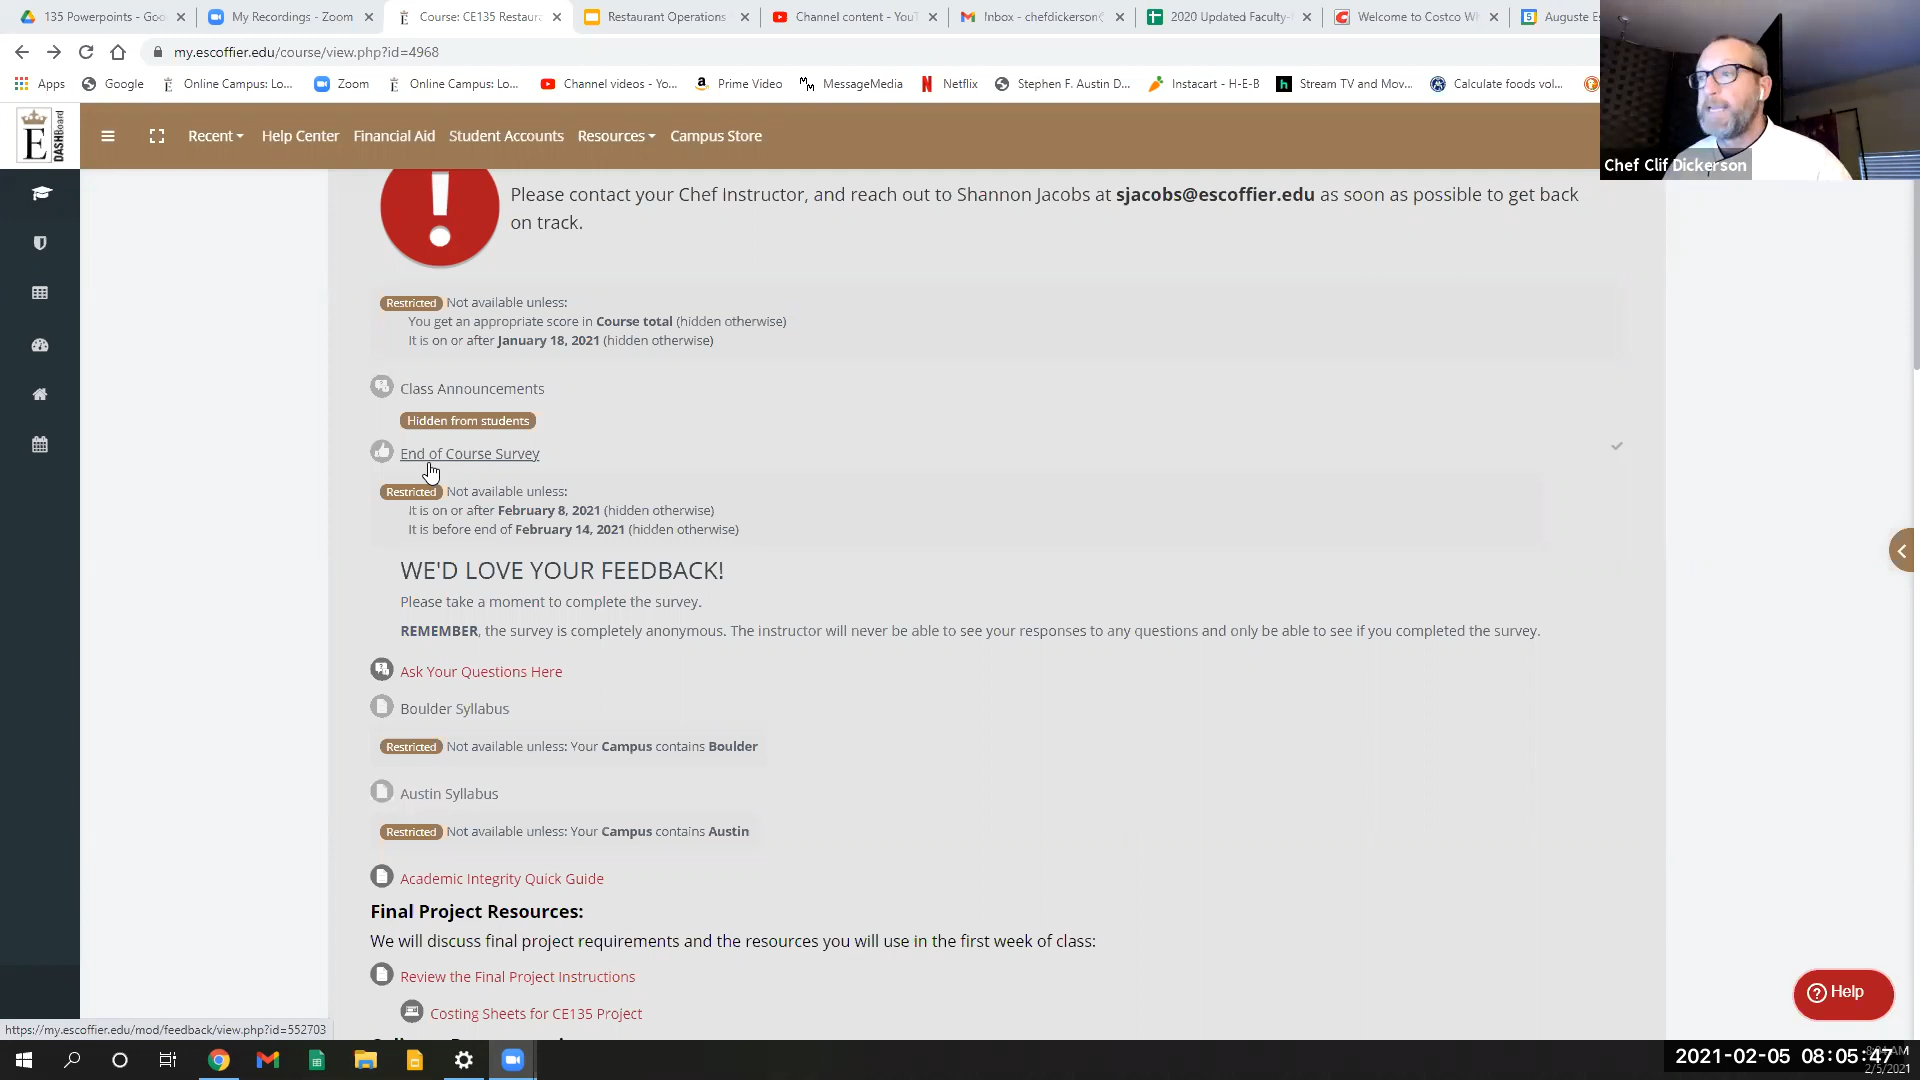 135 Powerpoints - Goo
My Recordings - Zoom
Course: CE135 Restaur
Restaurant Operations
Channel content - YouT
Inbox - chefdickerson
2020 Updated Faculty-
Welcome to Costco Wh
Auguste Es
my.escoffier.edu/course/view.php?id=4968
Apps
Google
Online Campus: Lo...
Zoom
Online Campus: Lo...
Channel videos - Yo...
Prime Video
MessageMedia
Netflix
Stephen F. Austin D...
Instacart - H-E-B
Stream TV and Mov...
Calculate foods vol...
E DASHBoard
Recent
Help Center
Financial Aid
Student Accounts
Resources
Campus Store
Chef Clif Dickerson
Please contact your Chef Instructor, and reach out to Shannon Jacobs at sjacobs@escoffier.edu as soon as possible to get back
on track.
Restricted Not available unless:
You get an appropriate score in Course total (hidden otherwise)
It is on or after January 18, 2021 (hidden otherwise)
Class Announcements
Hidden from students
End of Course Survey
Restricted Not available unless:
It is on or after February 8, 2021 (hidden otherwise)
It is before end of February 14, 2021 (hidden otherwise)
WE'D LOVE YOUR FEEDBACK!
Please take a moment to complete the survey.
REMEMBER, the survey is completely anonymous. The instructor will never be able to see your responses to any questions and only be able to see if you completed the survey.
Ask Your Questions Here
Boulder Syllabus
Restricted Not available unless: Your Campus contains Boulder
Austin Syllabus
Restricted Not available unless: Your Campus contains Austin
Academic Integrity Quick Guide
Final Project Resources:
We will discuss final project requirements and the resources you will use in the first week of class:
Review the Final Project Instructions
Costing Sheets for CE135 Project
Help
https://my.escoffier.edu/mod/feedback/view.php?id=552703
2021-02-05 08:05:47
2/5/2021